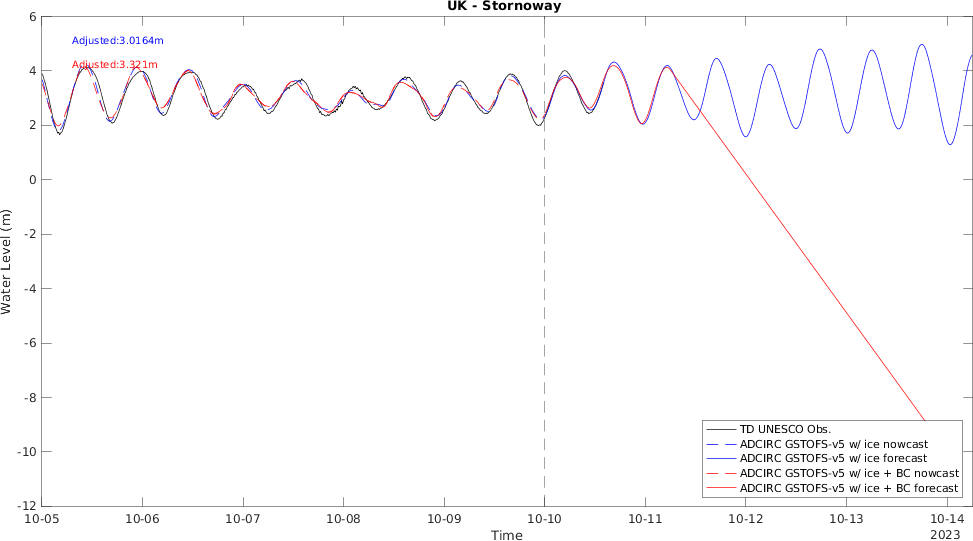 UK - Stornoway
Adjusted:3.0164m
Adjusted:3.321m
Water Level (m)
6
4
2
0
-2
-4
-6
-8
-10
-12
TD UNESCO Obs.
ADCIRC GSTOFS-v5 w/ ice nowcast
ADCIRC GSTOFS-v5 w/ ice forecast
ADCIRC GSTOFS-v5 w/ ice + BC nowcast
ADCIRC GSTOFS-v5 w/ ice + BC forecast
10-05 10-06 10-07 10-08 10-09 10-10 10-11 10-12 10-13 10-14
2023
Time